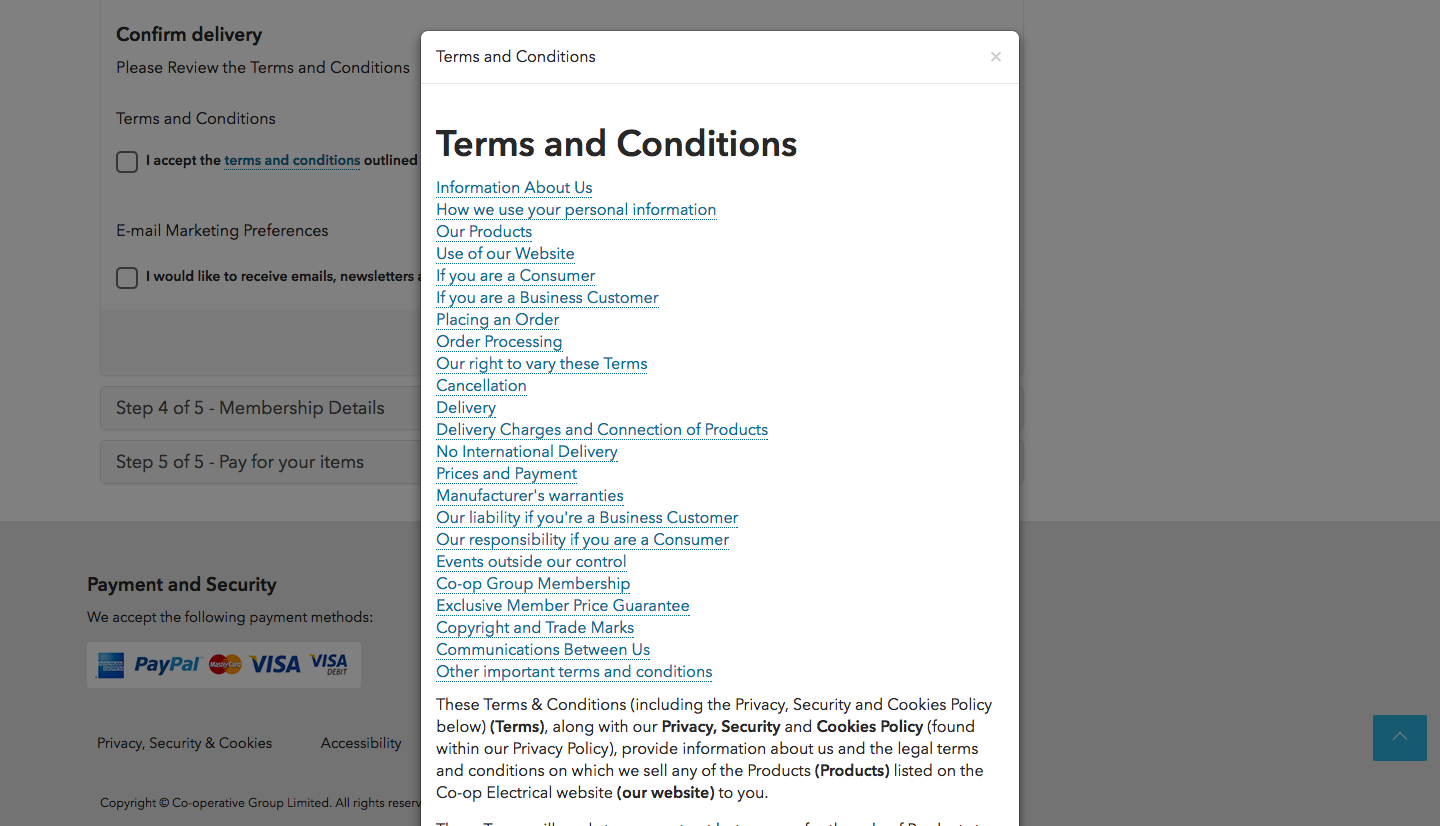 Confirm delivery
Please Review the Terms and Conditions
Terms and Conditions
I accept the terms and conditions outlined
E-mail Marketing Preferences
I would like to receive emails, newsletters
Step 4 of 5 - Membership Details
Step 5 of 5 - Pay for your items
Payment and Security
We accept the following payment methods:
PayPal MasterCard VISA VISA
DEBIT
Privacy, Security & Cookies Accessibility
Copyright © Co-operative Group Limited. All rights
Terms and Conditions ×
Terms and Conditions
Information About Us
How we use your personal information
Our Products
Use of our Website
If you are a Consumer
If you are a Business Customer
Placing an Order
Order Processing
Our right to vary these Terms
Cancellation
Delivery
Delivery Charges and Connection of Products
No International Delivery
Prices and Payment
Manufacturer's warranties
Our liability if you're a Business Customer
Our responsibility if you are a Consumer
Events outside our control
Co-op Group Membership
Exclusive Member Price Guarantee
Copyright and Trade Marks
Communications Between Us
Other important terms and conditions
These Terms & Conditions (including the Privacy, Security and Cookies Policy
below) (Terms), along with our Privacy, Security and Cookies Policy (found
within our Privacy Policy), provide information about us and the legal terms
and conditions on which we sell any of the Products (Products) listed on the
Co-op Electrical website (our website) to you.